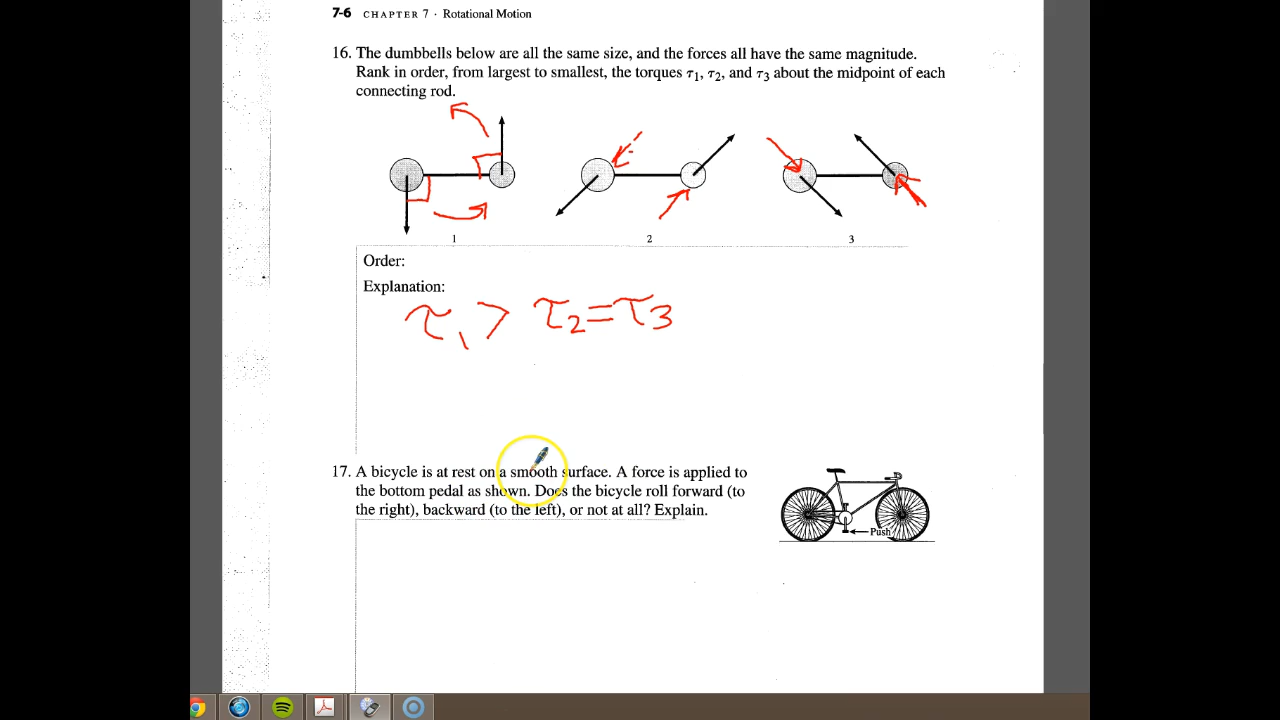 7-6 CHAPTER 7 · Rotational Motion
16. The dumbbells below are all the same size, and the forces all have the same magnitude.
Rank in order, from largest to smallest, the torques τ1, τ2, and τ3 about the midpoint of each
connecting rod.
1 2 3
Order:
Explanation:
τ1 > τ2 = τ3
17. A bicycle is at rest on a smooth surface. A force is applied to
the bottom pedal as shown. Does the bicycle roll forward (to
the right), backward (to the left), or not at all? Explain.
Push